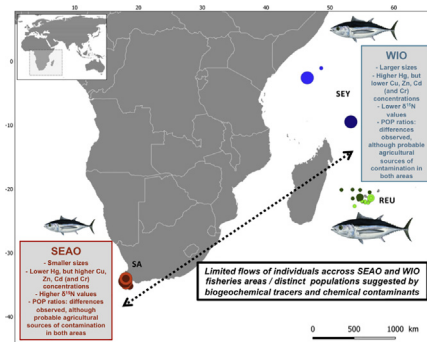 20
30
40
50
60
WIO
- Larger sizes
- Higher Hg, but
lower Cu, Zn, Cd
(and Cr)
concentrations
- Lower δ¹⁵N
values
- POP ratios:
differences
observed,
although probable
agricultural
sources of
contamination in
both areas
0
SEY
-10
-20
REU
-30
SEAO
- Smaller sizes
- Lower Hg, but higher Cu,
Zn, Cd (and Cr)
concentrations
- Higher δ¹⁵N values
- POP ratios: differences
observed, although
probable agricultural
sources of contamination
in both areas
SA
Limited flows of individuals accross SEAO and WIO
fisheries areas / distinct populations suggested by
biogeochemical tracers and chemical contaminants
-40
0 500 1000 km